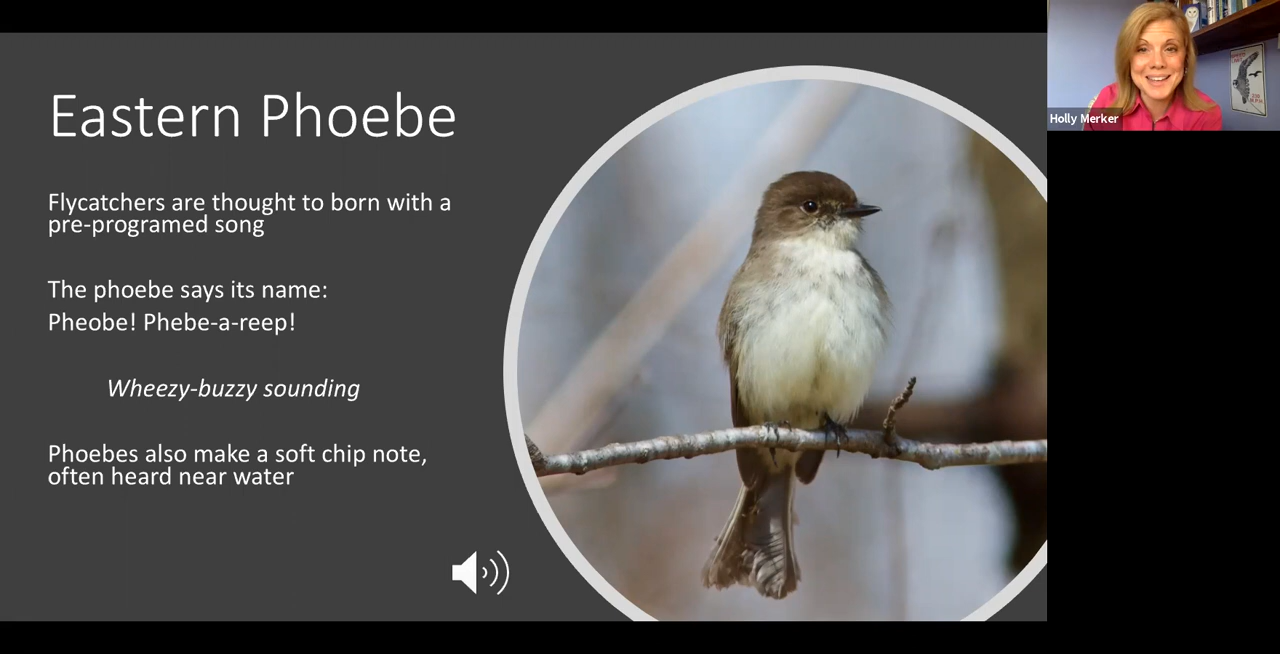 Eastern Phoebe
Flycatchers are thought to born with a
pre-programed song
The phoebe says its name:
Pheobe! Phebe-a-reep!
Wheezy-buzzy sounding
Phoebes also make a soft chip note,
often heard near water
Holly Merker